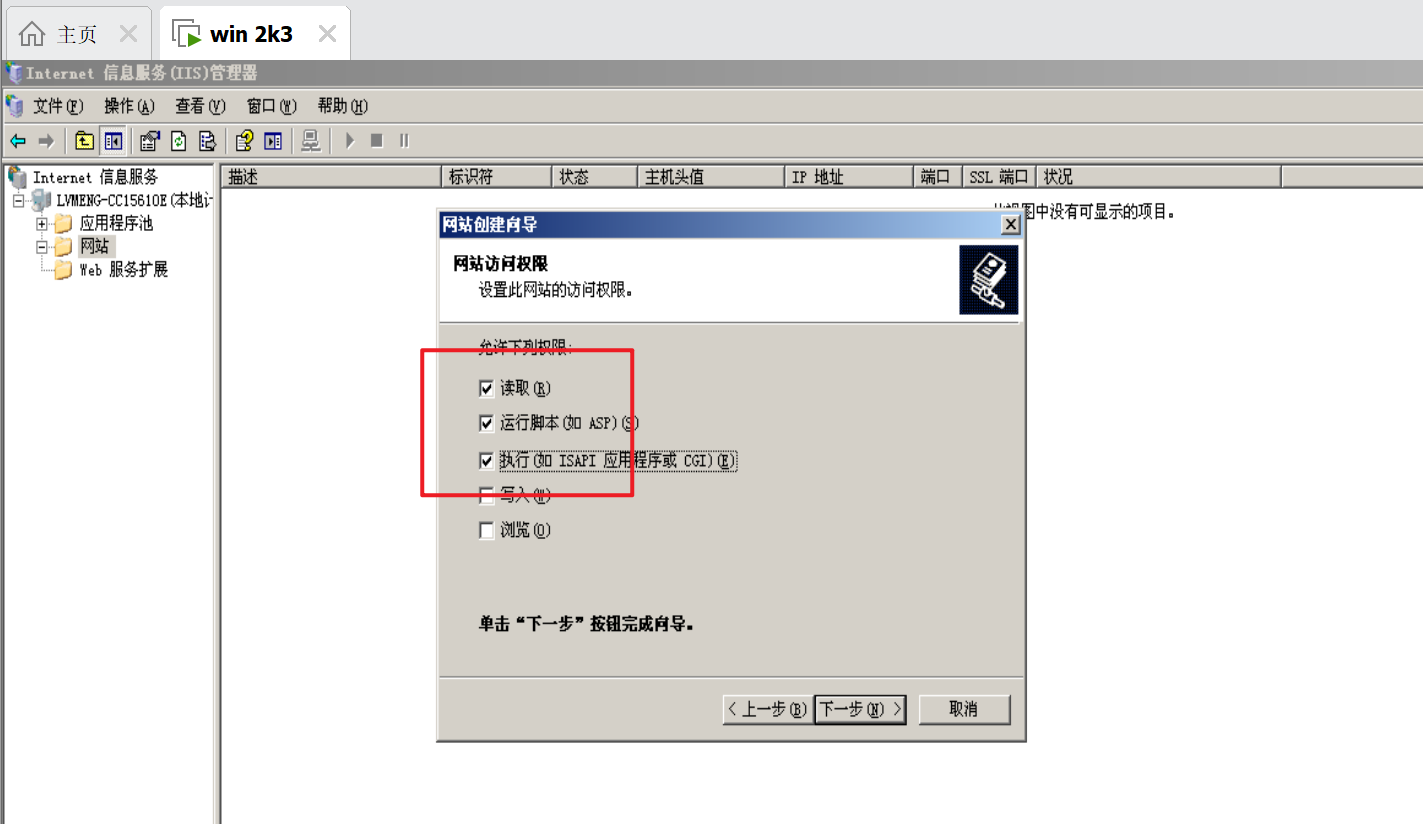 主页
win 2k3
Internet 信息服务(IIS)管理器
文件(F) 操作(A) 查看(V) 窗口(W) 帮助(H)
Internet 信息服务
LVMENG-CC15610E(本地计
应用程序池
网站
Web 服务扩展
描述 标识符 状态 主机头值 IP 地址 端口 SSL 端口 状况
此视图中没有可显示的项目。
网站创建向导
网站访问权限
设置此网站的访问权限。
允许下列权限:
读取(R)
运行脚本(如 ASP)(S)
执行(如 ISAPI 应用程序或 CGI)(E)
写入(W)
浏览(O)
单击“下一步”按钮完成向导。
< 上一步(B) 下一步(N) > 取消